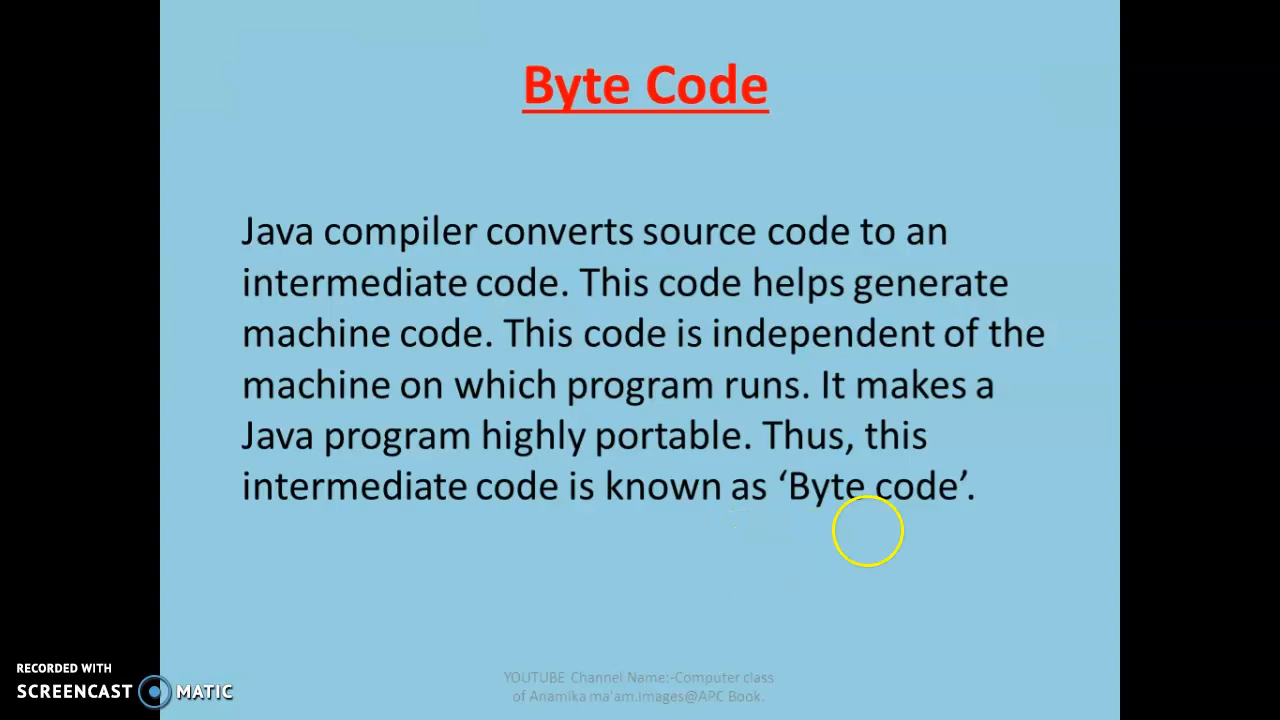 Byte Code
Java compiler converts source code to an
intermediate code. This code helps generate
machine code. This code is independent of the
machine on which program runs. It makes a
Java program highly portable. Thus, this
intermediate code is known as ‘Byte code’.
RECORDED WITH
SCREENCAST MATIC
YOUTUBE Channel Name:-Computer class
of Anamika ma'am.images@APC Book.